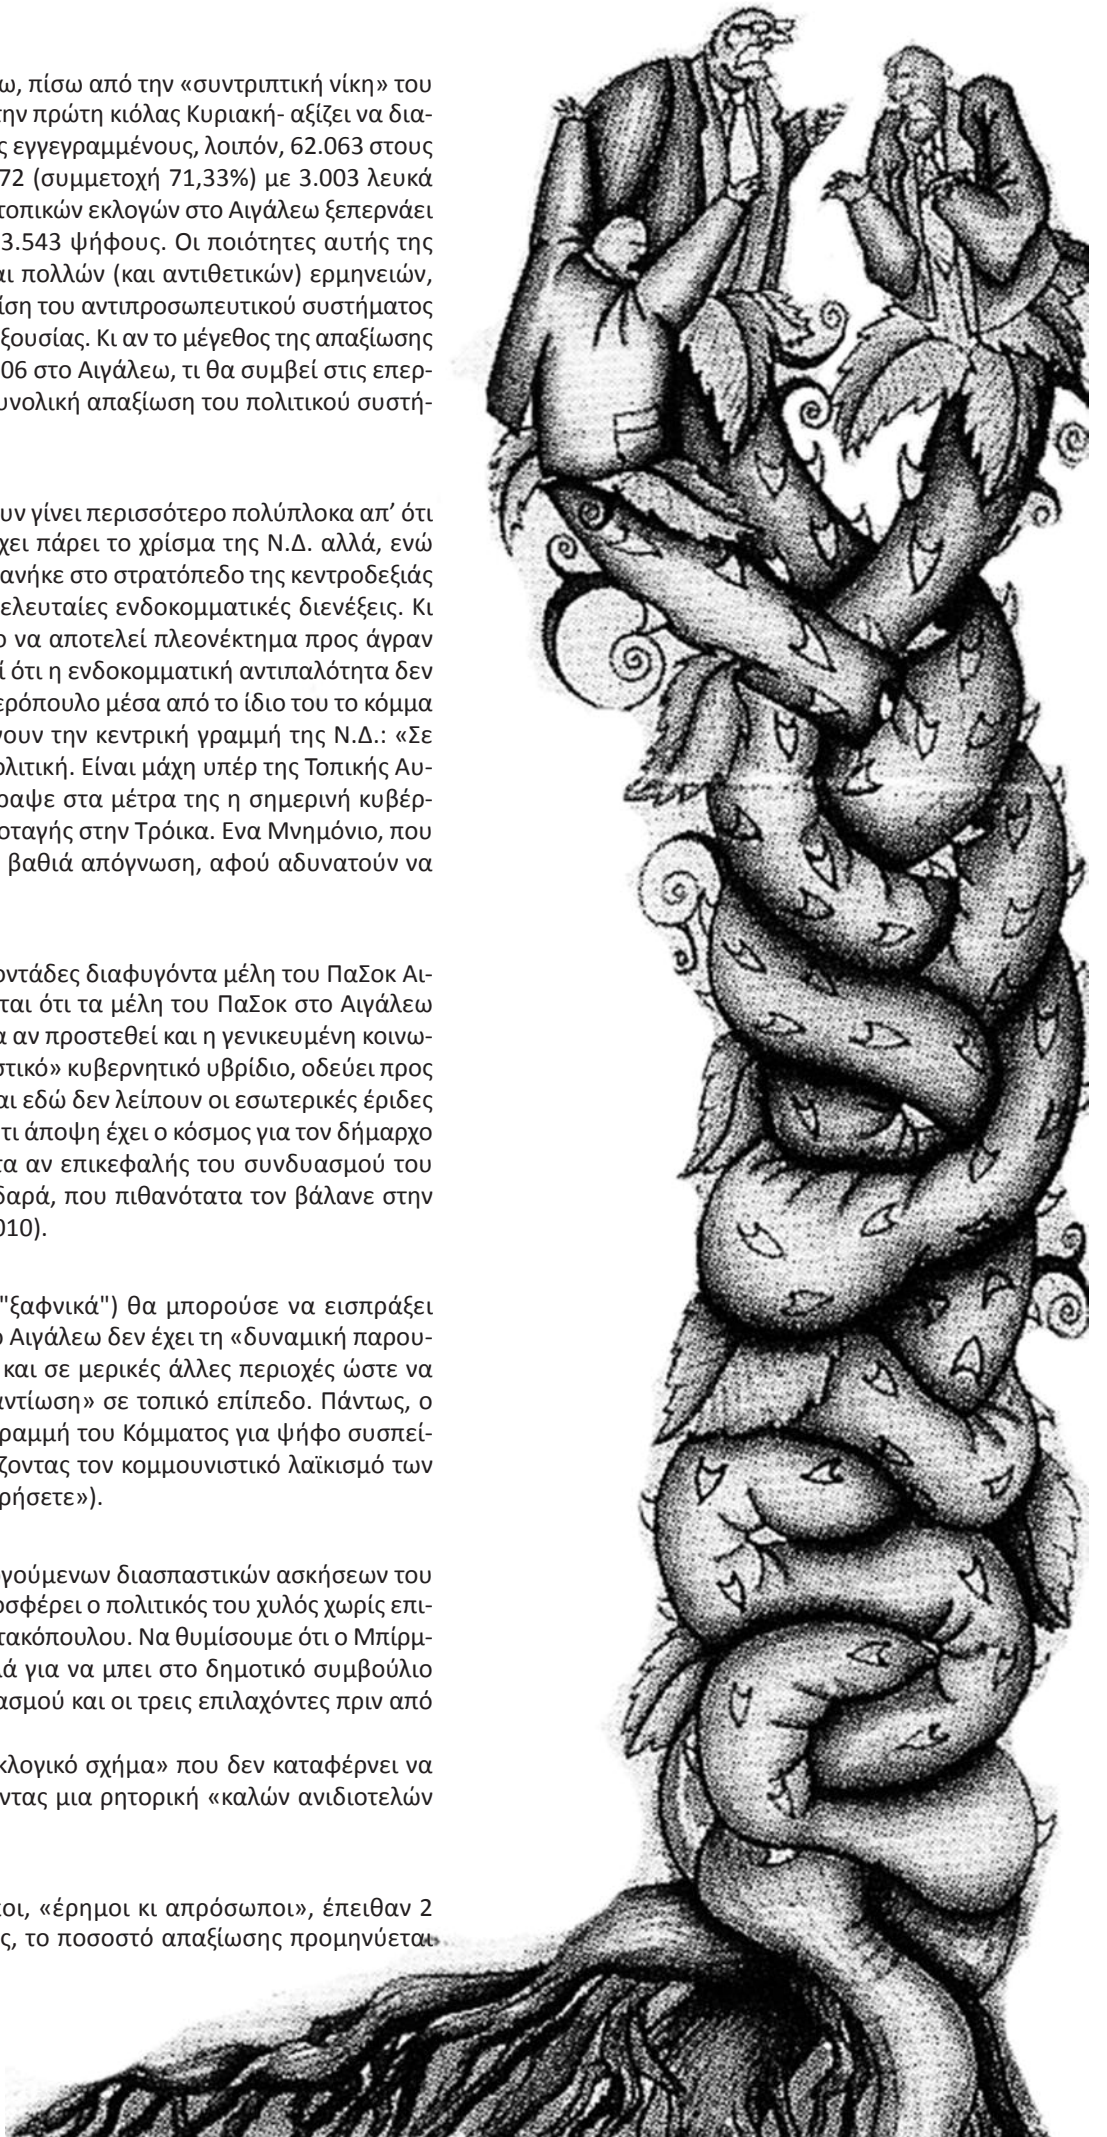 ω, πίσω από την «συντριπτική νίκη» του
την πρώτη κιόλας Κυριακή- αξίζει να δια-
ς εγγεγραμμένους, λοιπόν, 62.063 στους
72 (συμμετοχή 71,33%) με 3.003 λευκά
τοπικών εκλογών στο Αιγάλεω ξεπερνάει
3.543 ψήφους. Οι ποιότητες αυτής της
αι πολλών (και αντιθετικών) ερμηνειών,
ίση του αντιπροσωπευτικού συστήματος
ξουσίας. Κι αν το μέγεθος της απαξίωσης
06 στο Αιγάλεω, τι θα συμβεί στις επερ-
υνολική απαξίωση του πολιτικού συστή-
υν γίνει περισσότερο πολύπλοκα απ’ ότι
χει πάρει το χρίσμα της Ν.Δ. αλλά, ενώ
ανήκε στο στρατόπεδο της κεντροδεξιάς
ελευταίες ενδοκομματικές διενέξεις. Κι
ο να αποτελεί πλεονέκτημα προς άγραν
ί ότι η ενδοκομματική αντιπαλότητα δεν
ερόπουλο μέσα από το ίδιο του το κόμμα
νουν την κεντρική γραμμή της Ν.Δ.: «Σε
ολιτική. Είναι μάχη υπέρ της Τοπικής Αυ-
ραψε στα μέτρα της η σημερινή κυβέρ-
οταγής στην Τρόικα. Ενα Μνημόνιο, που
βαθιά απόγνωση, αφού αδυνατούν να
οντάδες διαφυγόντα μέλη του ΠαΣοκ Αι-
ται ότι τα μέλη του ΠαΣοκ στο Αιγάλεω
α αν προστεθεί και η γενικευμένη κοινω-
στικό» κυβερνητικό υβρίδιο, οδεύει προς
αι εδώ δεν λείπουν οι εσωτερικές έριδες
τι άποψη έχει ο κόσμος για τον δήμαρχο
τα αν επικεφαλής του συνδυασμού του
δαρά, που πιθανότατα τον βάλανε στην
010).
"ξαφνικά") θα μπορούσε να εισπράξει
ο Αιγάλεω δεν έχει τη «δυναμική παρου-
και σε μερικές άλλες περιοχές ώστε να
αντίωση» σε τοπικό επίπεδο. Πάντως, ο
ραμμή του Κόμματος για ψήφο συσπεί-
ζοντας τον κομμουνιστικό λαϊκισμό των
ρήσετε»).
ογούμενων διασπαστικών ασκήσεων του
οσφέρει ο πολιτικός του χυλός χωρίς επι-
τακόπουλου. Να θυμίσουμε ότι ο Μπίρμ-
λά για να μπει στο δημοτικό συμβούλιο
ασμού και οι τρεις επιλαχόντες πριν από
κλογικό σχήμα» που δεν καταφέρνει να
οντας μια ρητορική «καλών ανιδιοτελών
κοι, «έρημοι κι απρόσωποι», έπειθαν 2
ς, το ποσοστό απαξίωσης προμηνύεται